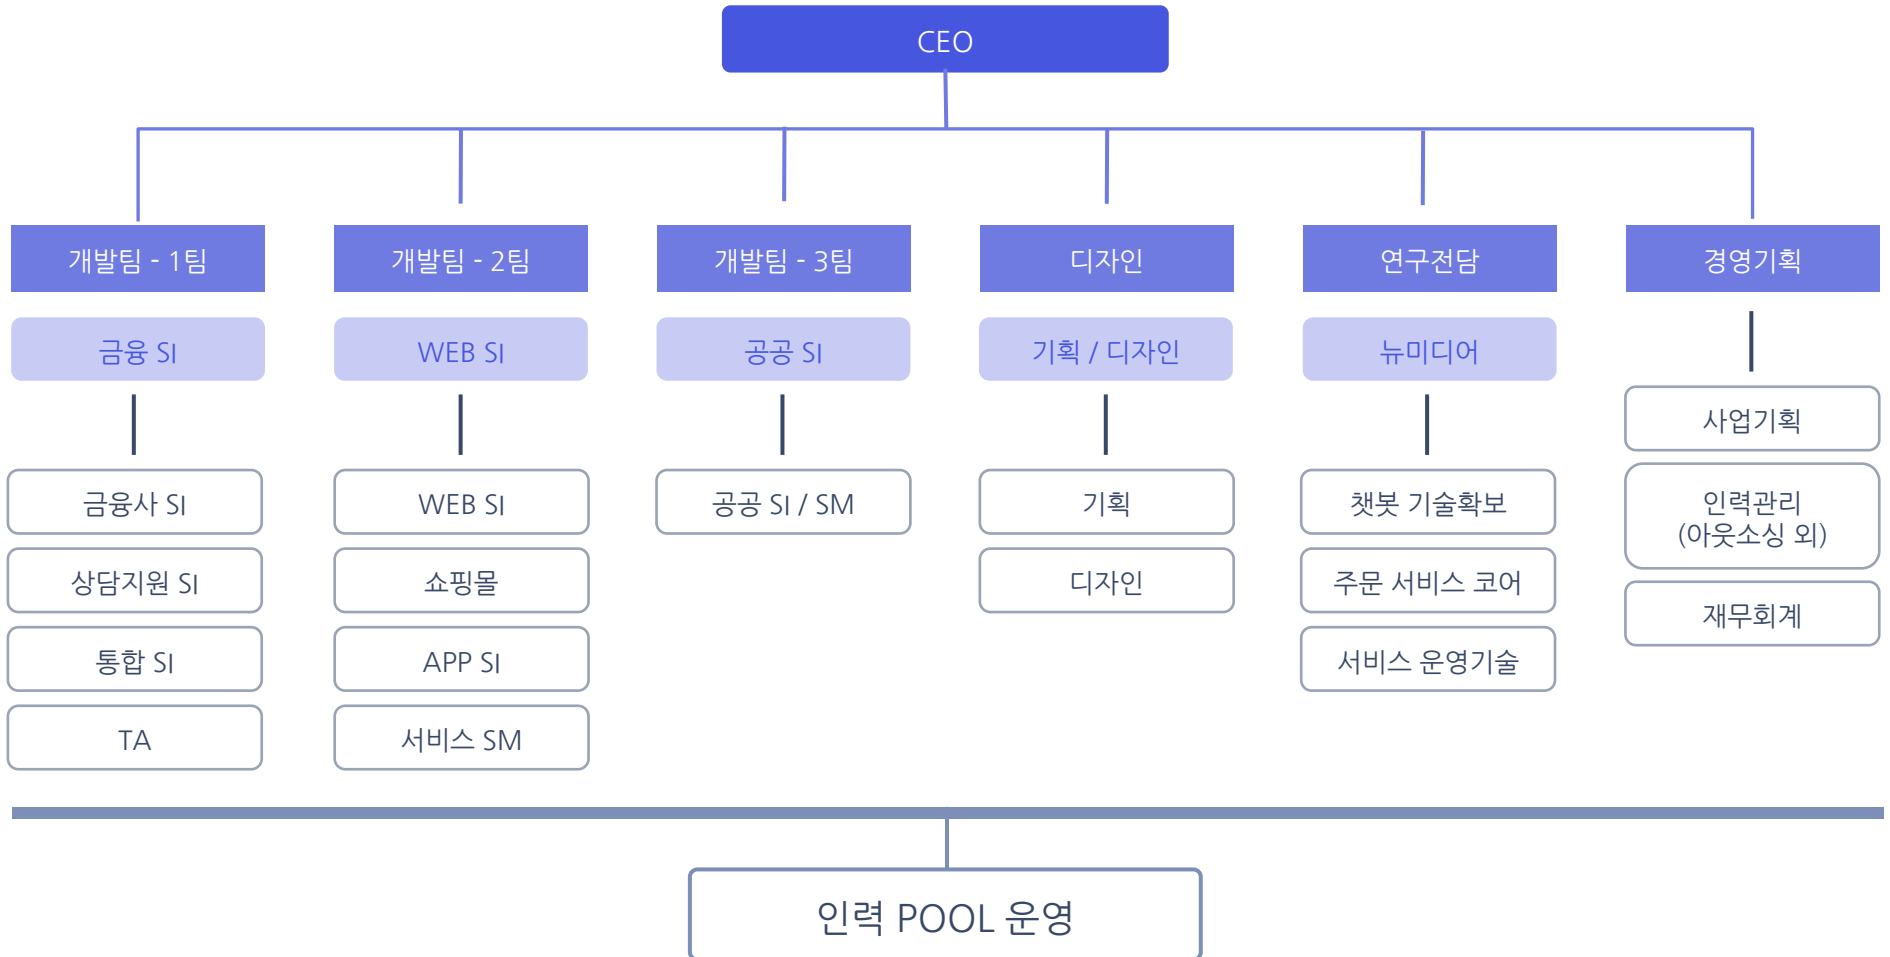 CEO
개발팀 - 1팀
개발팀 - 2팀
개발팀 - 3팀
디자인
연구전담
경영기획
금융 SI
WEB SI
공공 SI
기획 / 디자인
뉴미디어
금융사 SI
상담지원 SI
통합 SI
TA
WEB SI
쇼핑몰
APP SI
서비스 SM
공공 SI / SM
기획
디자인
챗봇 기술확보
주문 서비스 코어
서비스 운영기술
사업기획
인력관리
(아웃소싱 외)
재무회계
인력 POOL 운영